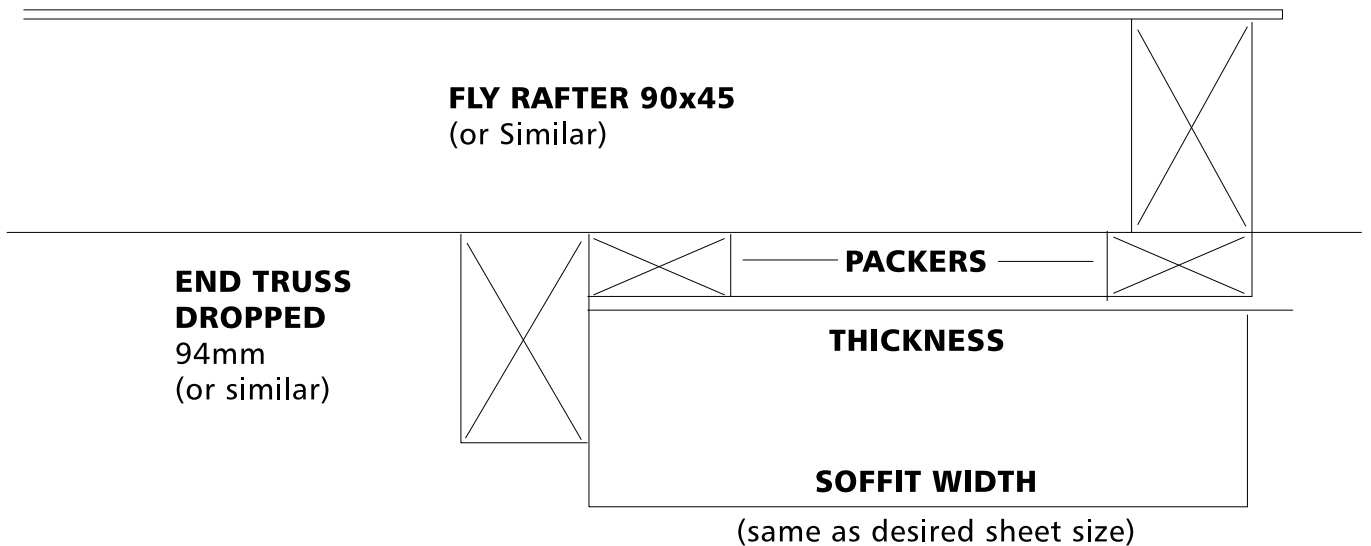 FLY RAFTER 90x45
(or Similar)
END TRUSS
DROPPED
94mm
(or similar)
PACKERS
THICKNESS
SOFFIT WIDTH
(same as desired sheet size)